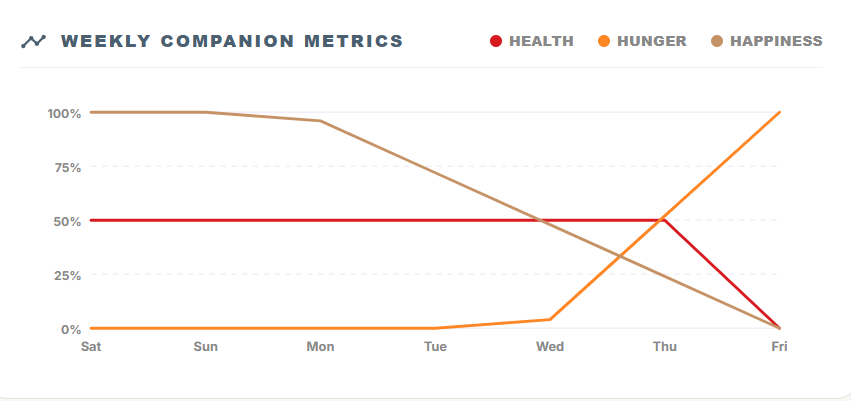 WEEKLY COMPANION METRICS
HEALTH HUNGER HAPPINESS
100%
75%
50%
25%
0%
Sat Sun Mon Tue Wed Thu Fri